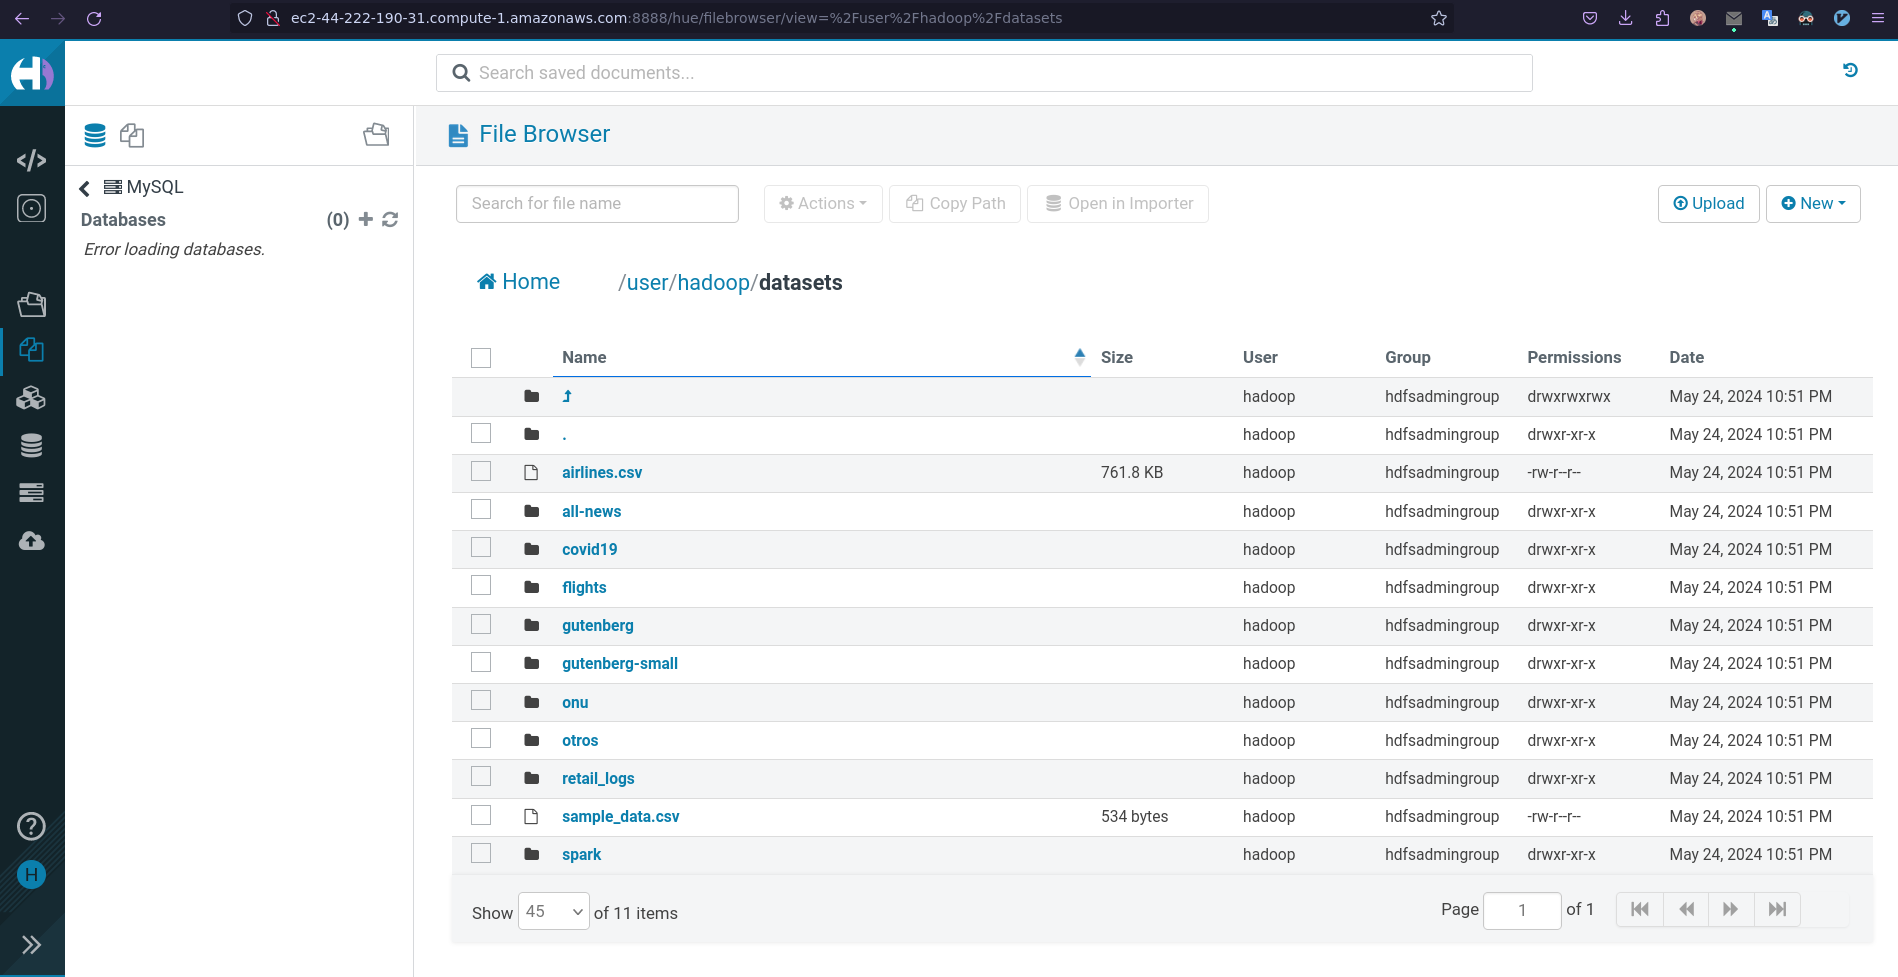 ec2-44-222-190-31.compute-1.amazonaws.com:8888/hue/filebrowser/view=%2Fuser%2Fhadoop%2Fdatasets
Search saved documents...
File Browser
MySQL
Databases (0)
Error loading databases.
Search for file name Actions Copy Path Open in Importer Upload New
Home /user/hadoop/datasets
Name Size User Group Permissions Date
hadoop hdfsadmingroup drwxrwxrwx May 24, 2024 10:51 PM
. hadoop hdfsadmingroup drwxr-xr-x May 24, 2024 10:51 PM
airlines.csv 761.8 KB hadoop hdfsadmingroup -rw-r--r-- May 24, 2024 10:51 PM
all-news hadoop hdfsadmingroup drwxr-xr-x May 24, 2024 10:51 PM
covid19 hadoop hdfsadmingroup drwxr-xr-x May 24, 2024 10:51 PM
flights hadoop hdfsadmingroup drwxr-xr-x May 24, 2024 10:51 PM
gutenberg hadoop hdfsadmingroup drwxr-xr-x May 24, 2024 10:51 PM
gutenberg-small hadoop hdfsadmingroup drwxr-xr-x May 24, 2024 10:51 PM
onu hadoop hdfsadmingroup drwxr-xr-x May 24, 2024 10:51 PM
otros hadoop hdfsadmingroup drwxr-xr-x May 24, 2024 10:51 PM
retail_logs hadoop hdfsadmingroup drwxr-xr-x May 24, 2024 10:51 PM
sample_data.csv 534 bytes hadoop hdfsadmingroup -rw-r--r-- May 24, 2024 10:51 PM
spark hadoop hdfsadmingroup drwxr-xr-x May 24, 2024 10:51 PM
H
Show 45 of 11 items Page 1 of 1